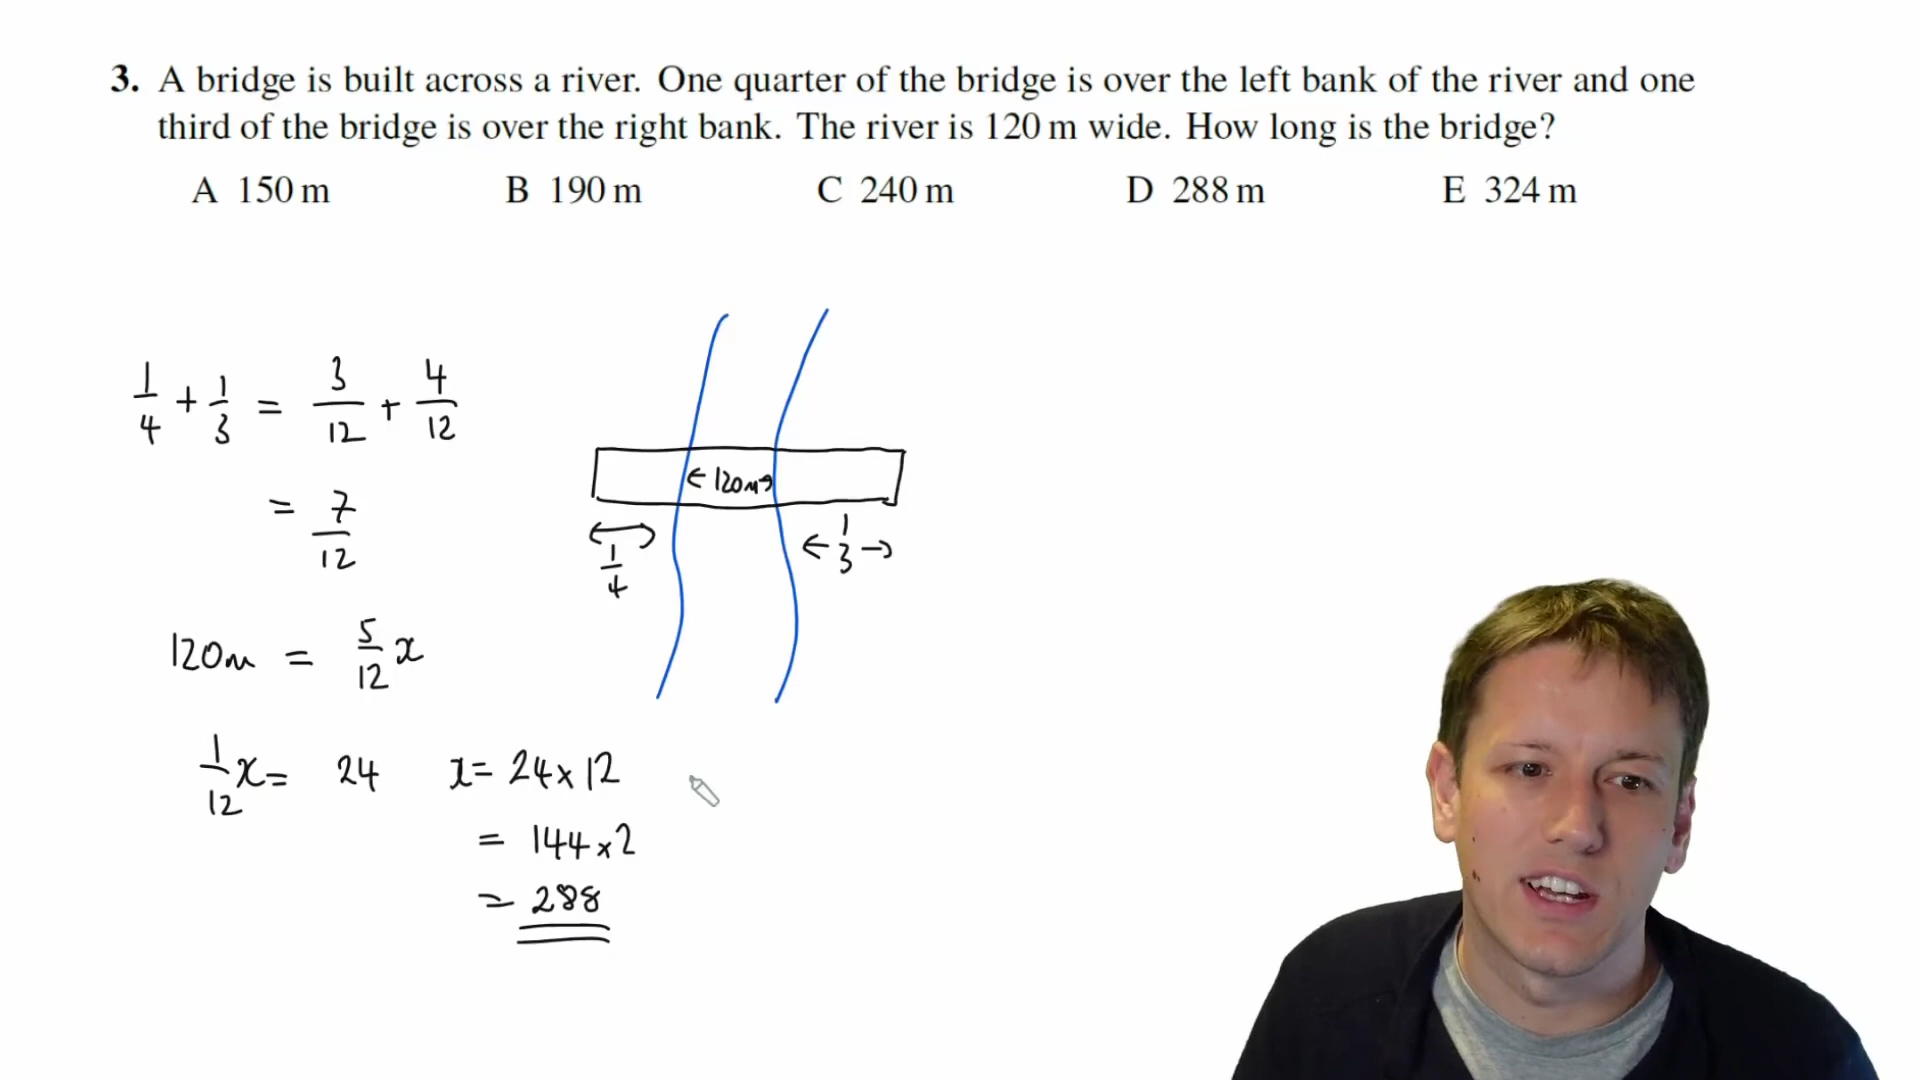 3. A bridge is built across a river. One quarter of the bridge is over the left bank of the river and one
third of the bridge is over the right bank. The river is 120 m wide. How long is the bridge?
A 150 m B 190 m C 240 m D 288 m E 324 m
1/4 + 1/3 = 3/12 + 4/12
= 7/12
120m = 5/12 x
1/12 x = 24
x = 24 × 12
= 144 × 2
= 288
← 120m →
1/4
← 1/3 →